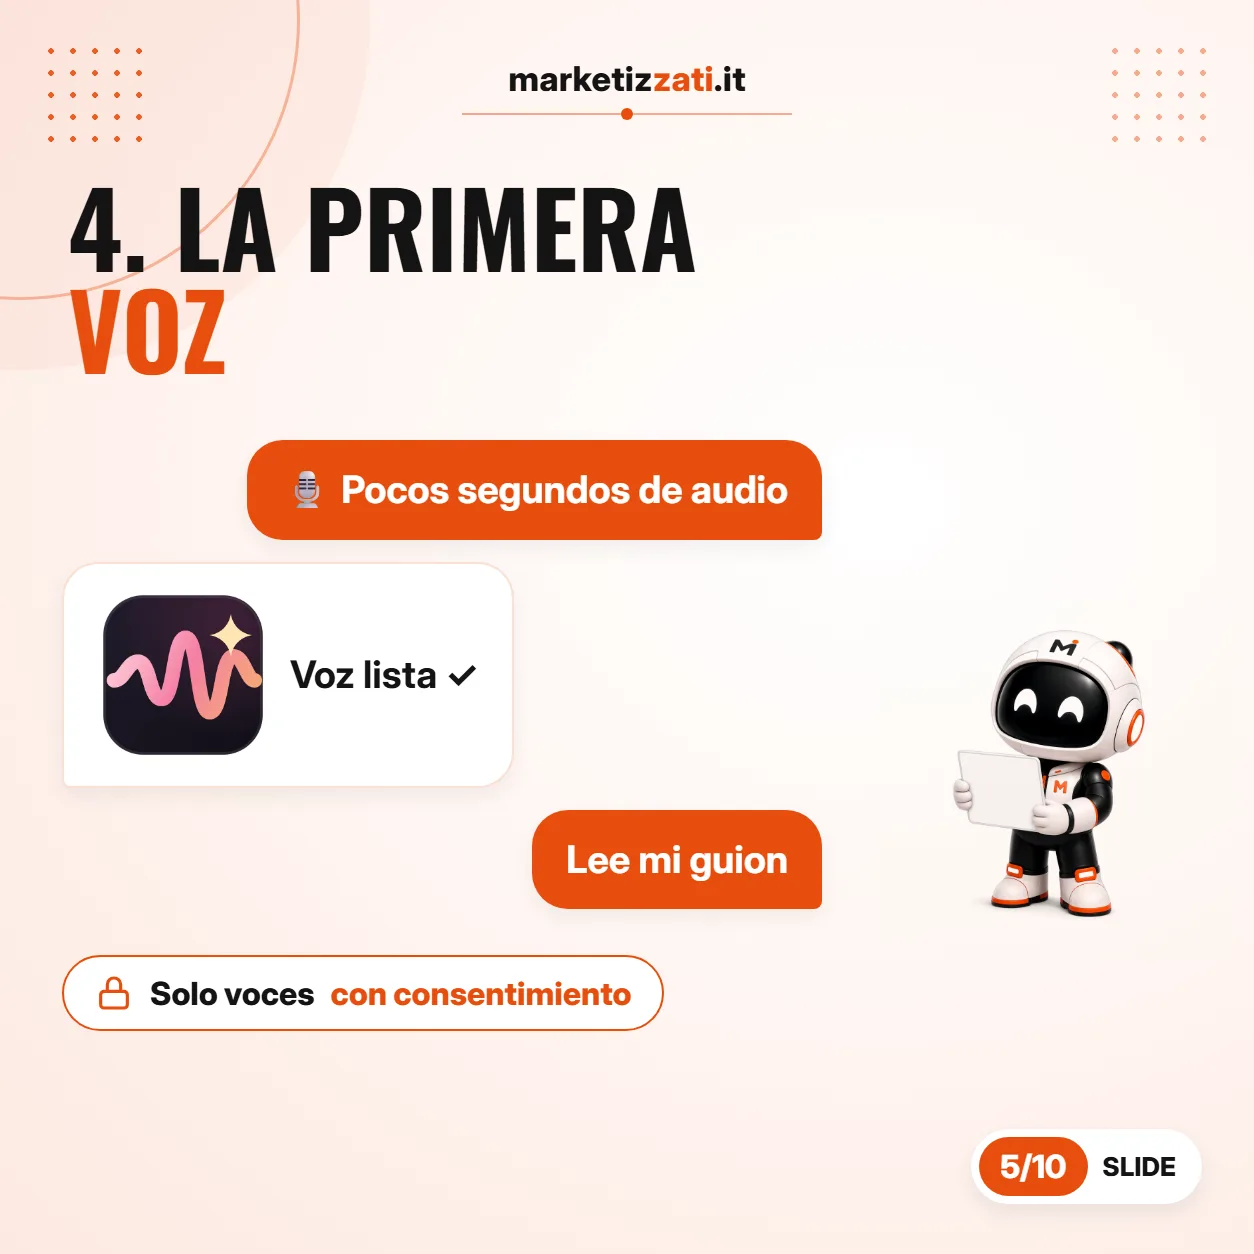 marketizzati.it
4. LA PRIMERA
VOZ
Pocos segundos de audio
Voz lista ✓
Lee mi guion
Solo voces con consentimiento
5/10 SLIDE